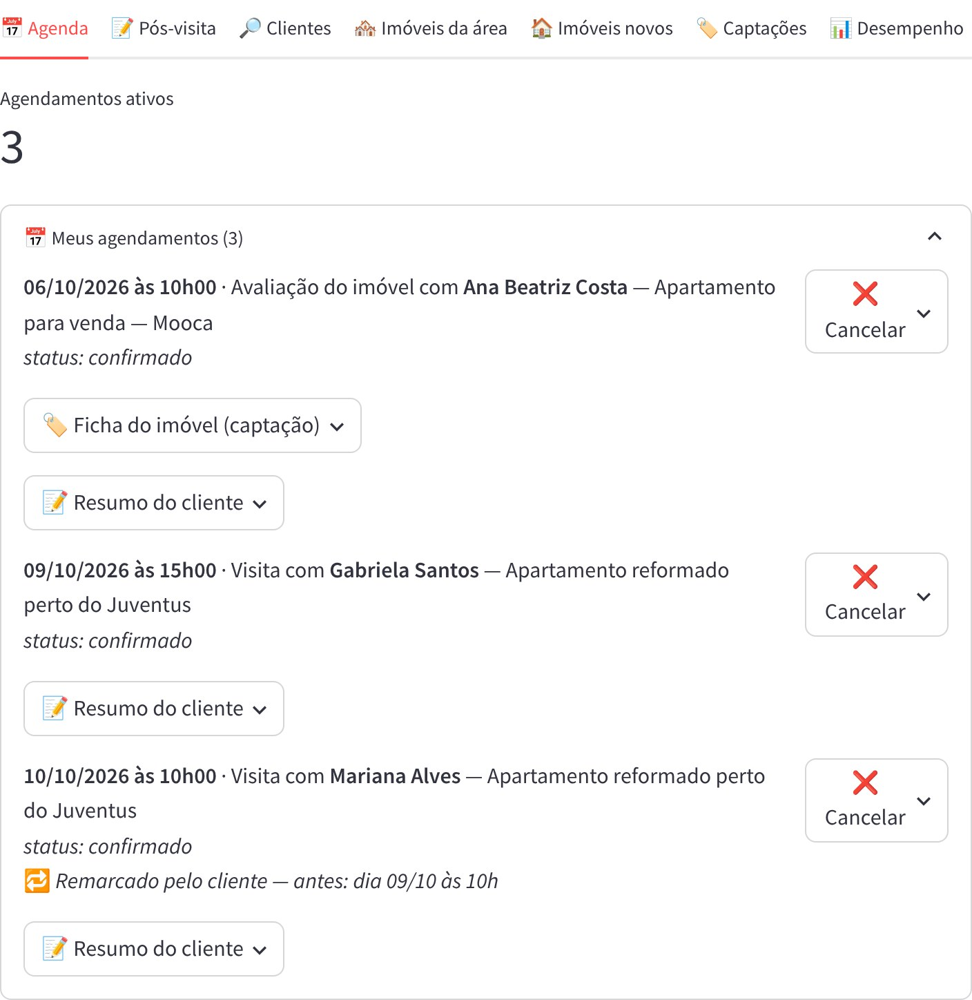 📅 Agenda 📝 Pós-visita 🔎 Clientes 🏘️ Imóveis da área 🏠 Imóveis novos 🏷️ Captações 📊 Desempenho
Agendamentos ativos
3
📅 Meus agendamentos (3)
06/10/2026 às 10h00 · Avaliação do imóvel com Ana Beatriz Costa — Apartamento
para venda — Mooca
status: confirmado
❌
Cancelar
🏷️ Ficha do imóvel (captação)
📝 Resumo do cliente
09/10/2026 às 15h00 · Visita com Gabriela Santos — Apartamento reformado
perto do Juventus
status: confirmado
❌
Cancelar
📝 Resumo do cliente
10/10/2026 às 10h00 · Visita com Mariana Alves — Apartamento reformado perto
do Juventus
status: confirmado
🔁 Remarcado pelo cliente — antes: dia 09/10 às 10h
❌
Cancelar
📝 Resumo do cliente